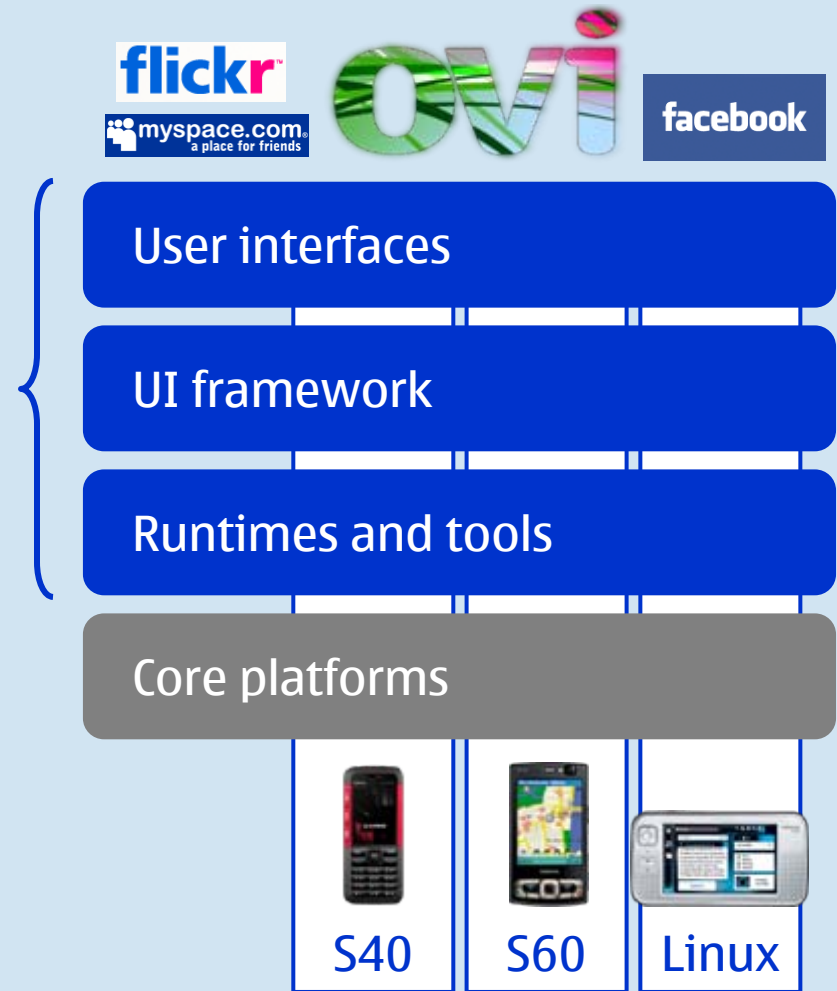 flickr™
myspace.com®
a place for friends
ovi
facebook
User interfaces
UI framework
Runtimes and tools
Core platforms
S40
S60
Linux